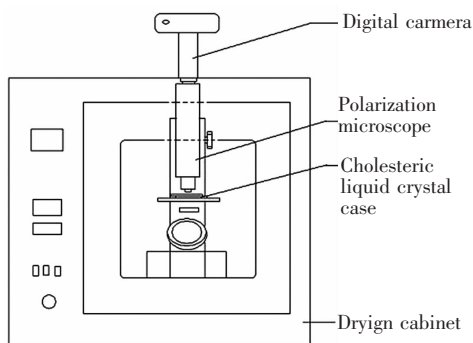 Digital carmera
Polarization
microscope
Cholesteric
liquid crystal
case
Dryign cabinet